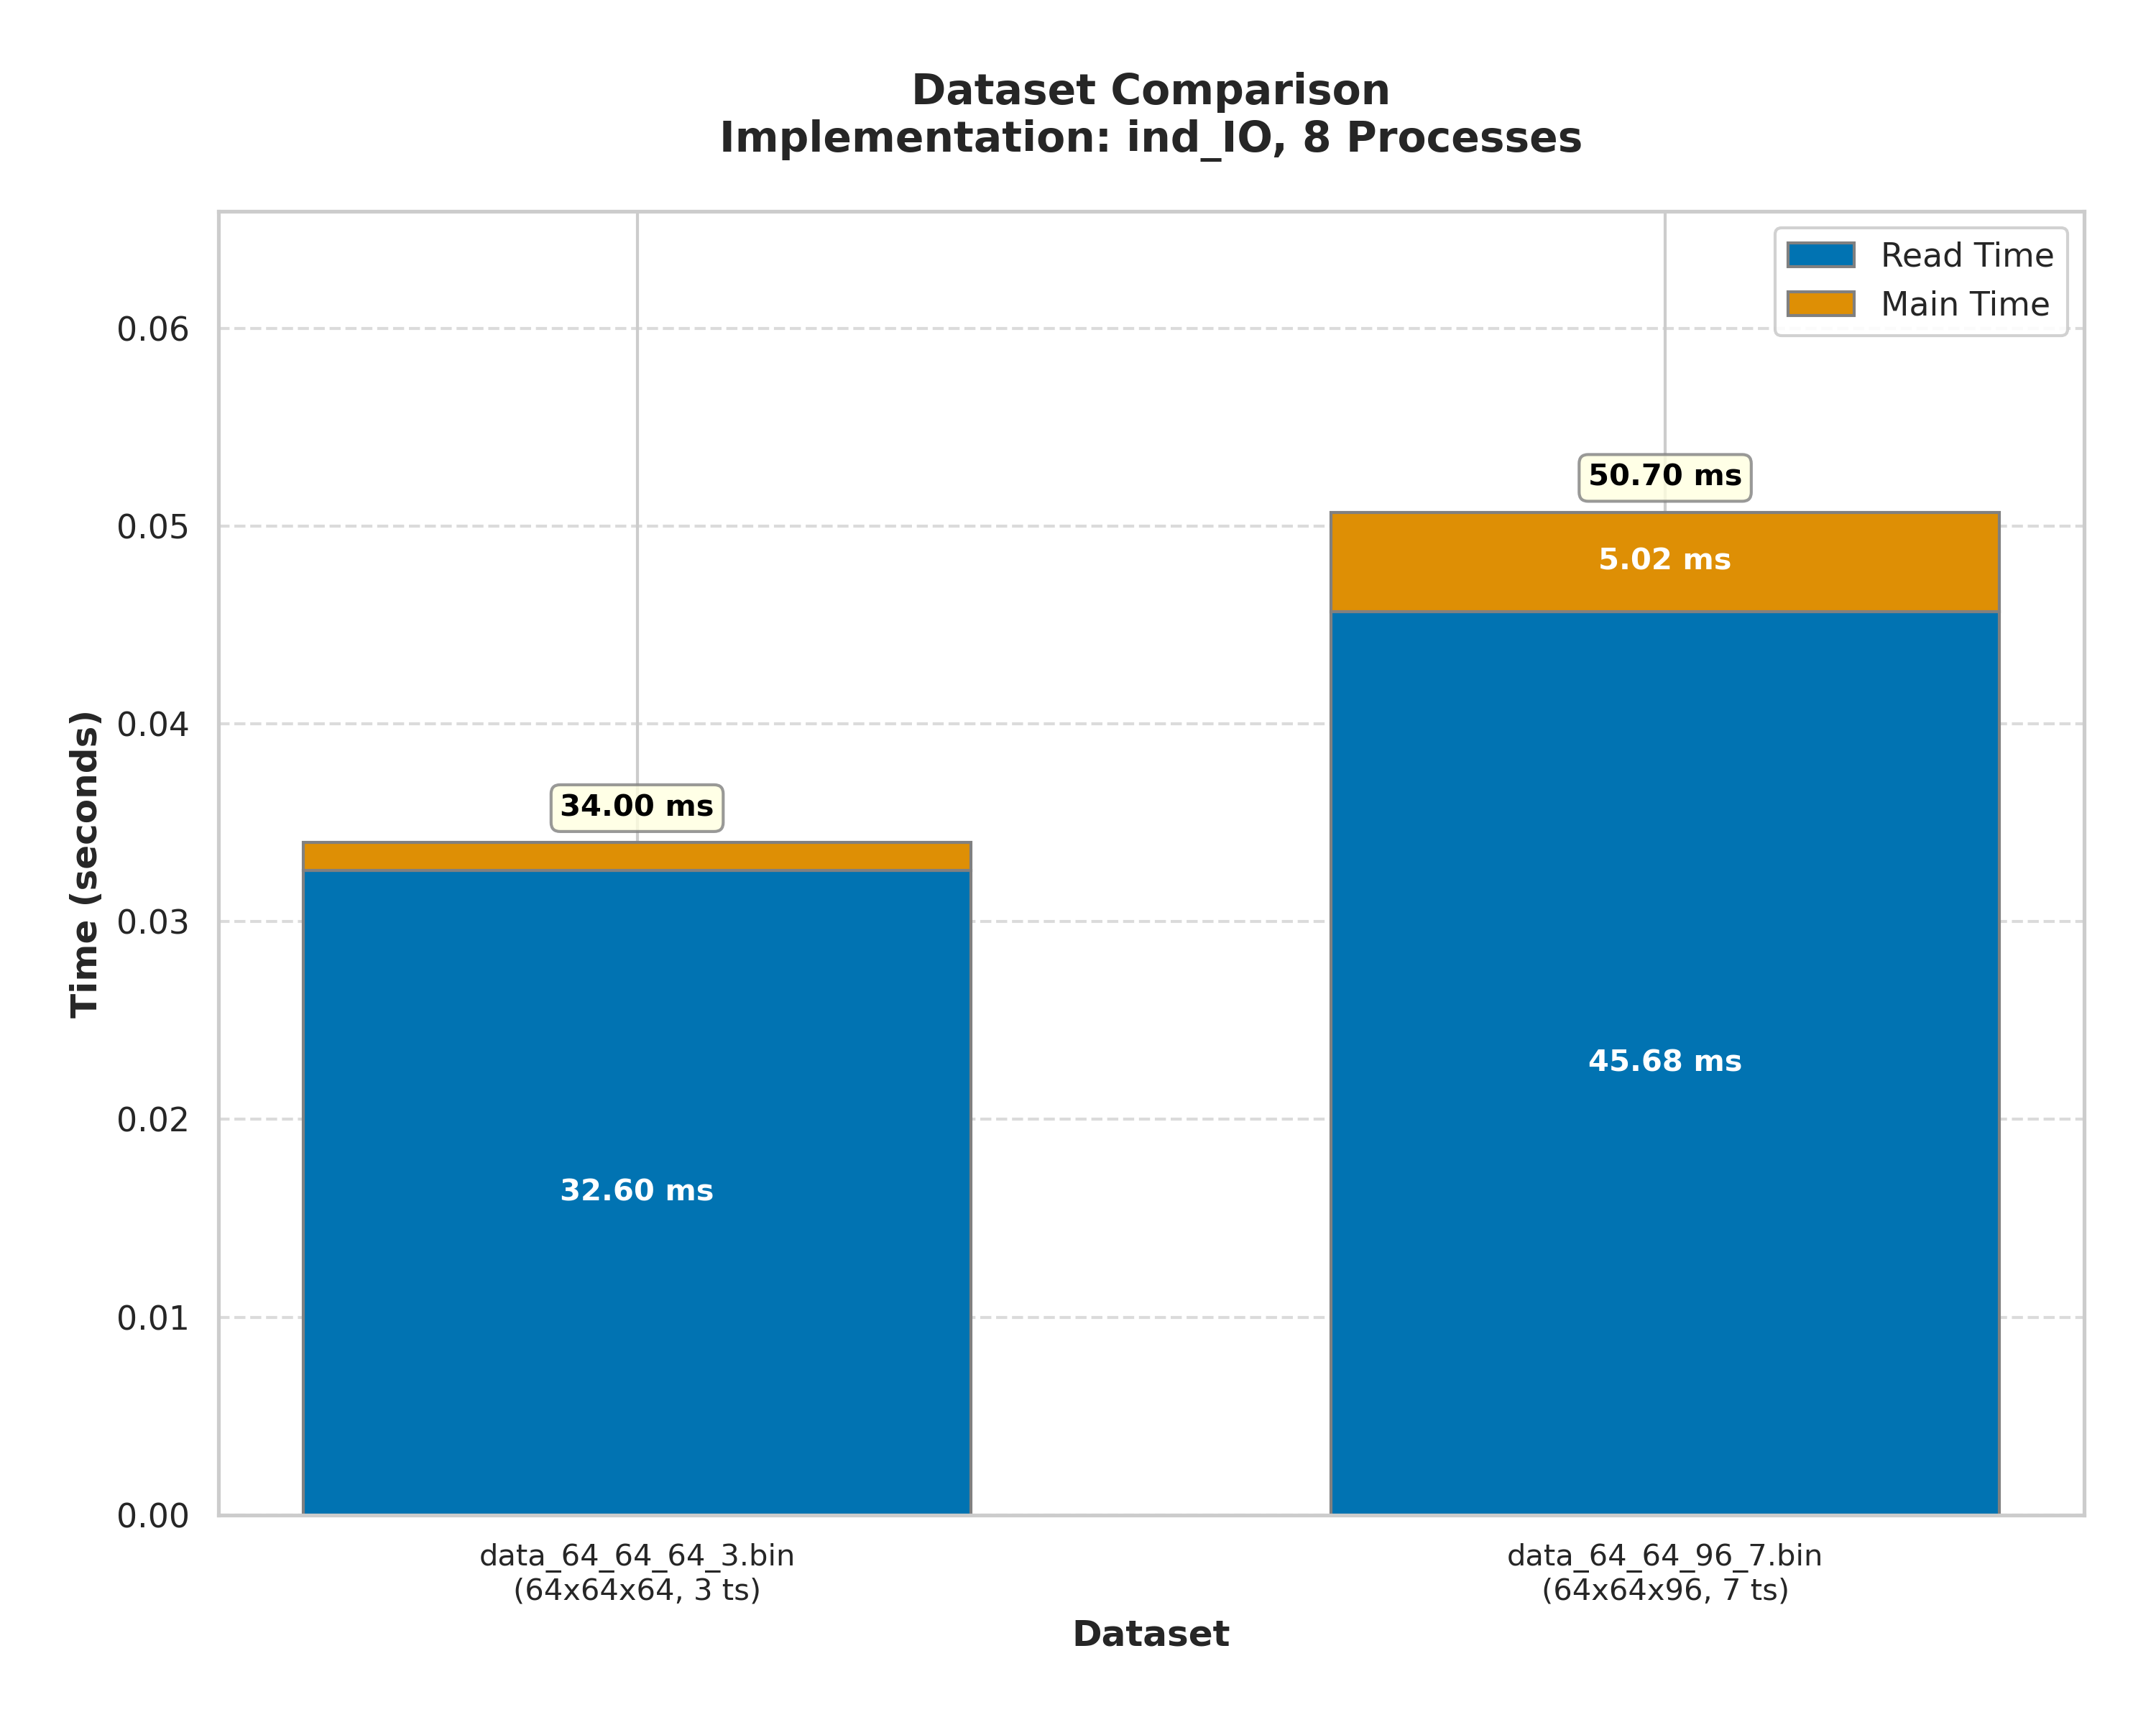 Dataset Comparison
Implementation: ind_IO, 8 Processes
Read Time
Main Time
Time (seconds)
0.06
0.05
0.04
0.03
0.02
0.01
0.00
50.70 ms
5.02 ms
45.68 ms
34.00 ms
32.60 ms
data_64_64_64_3.bin
(64x64x64, 3 ts)
data_64_64_96_7.bin
(64x64x96, 7 ts)
Dataset